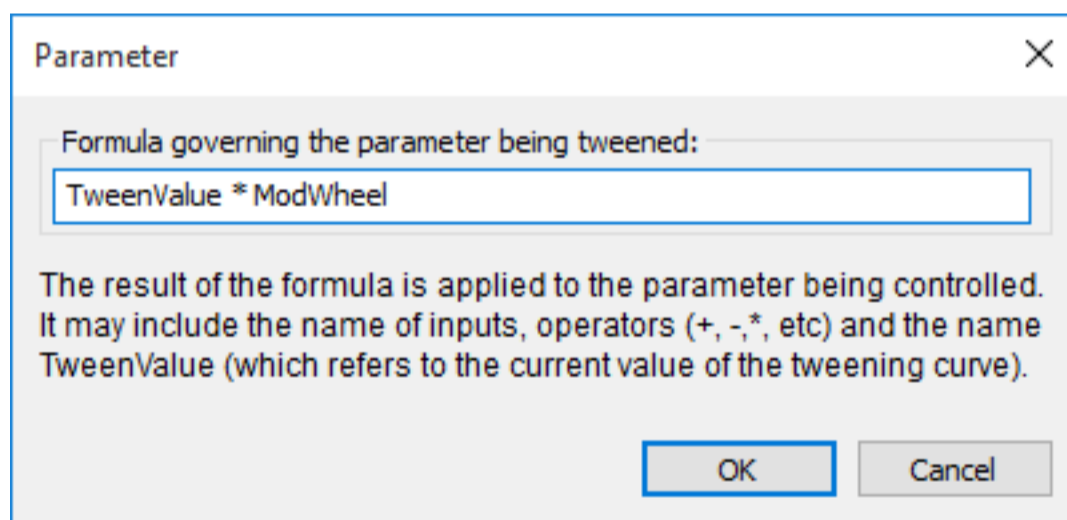 Parameter
Formula governing the parameter being tweened:
TweenValue * ModWheel
The result of the formula is applied to the parameter being controlled.
It may include the name of inputs, operators (+, -,*, etc) and the name
TweenValue (which refers to the current value of the tweening curve).
OK Cancel